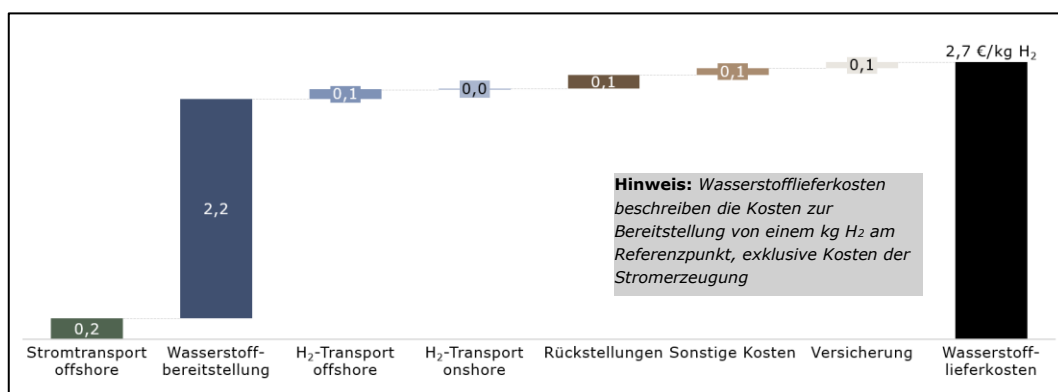 2,7 €/kg H₂
0,1
0,0
0,1
0,1
0,1
2,2
0,2
Hinweis: Wasserstofflieferkosten
beschreiben die Kosten zur
Bereitstellung von einem kg H₂ am
Referenzpunkt, exklusive Kosten der
Stromerzeugung
Stromtransport
offshore
Wasserstoff-
bereitstellung
H₂-Transport
offshore
H₂-Transport
onshore
Rückstellungen
Sonstige Kosten
Versicherung
Wasserstoff-
lieferkosten